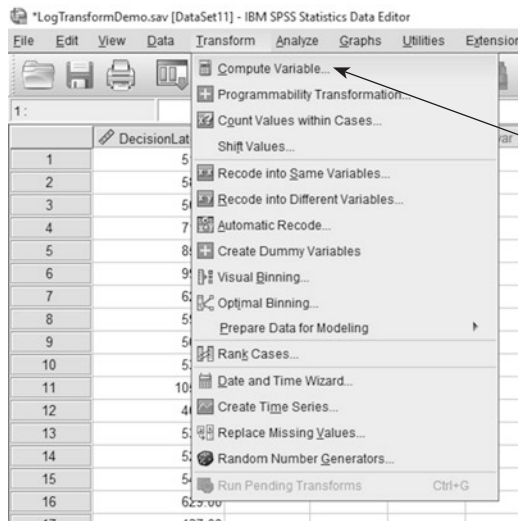 *LogTransformDemo.sav [DataSet11] - IBM SPSS Statistics Data Editor
File Edit View Data Transform Analyze Graphs Utilities Extension
1 :
DecisionLat
var
Compute Variable...
Programmability Transformation...
Count Values within Cases...
Shift Values...
Recode into Same Variables...
Recode into Different Variables...
Automatic Recode...
Create Dummy Variables
Visual Binning...
Optimal Binning...
Prepare Data for Modeling
Rank Cases...
Date and Time Wizard...
Create Time Series...
Replace Missing Values...
Random Number Generators...
Run Pending Transforms Ctrl+G
1
2
3
4
5
6
7
8
9
10
11
12
13
14
15
16 629.00